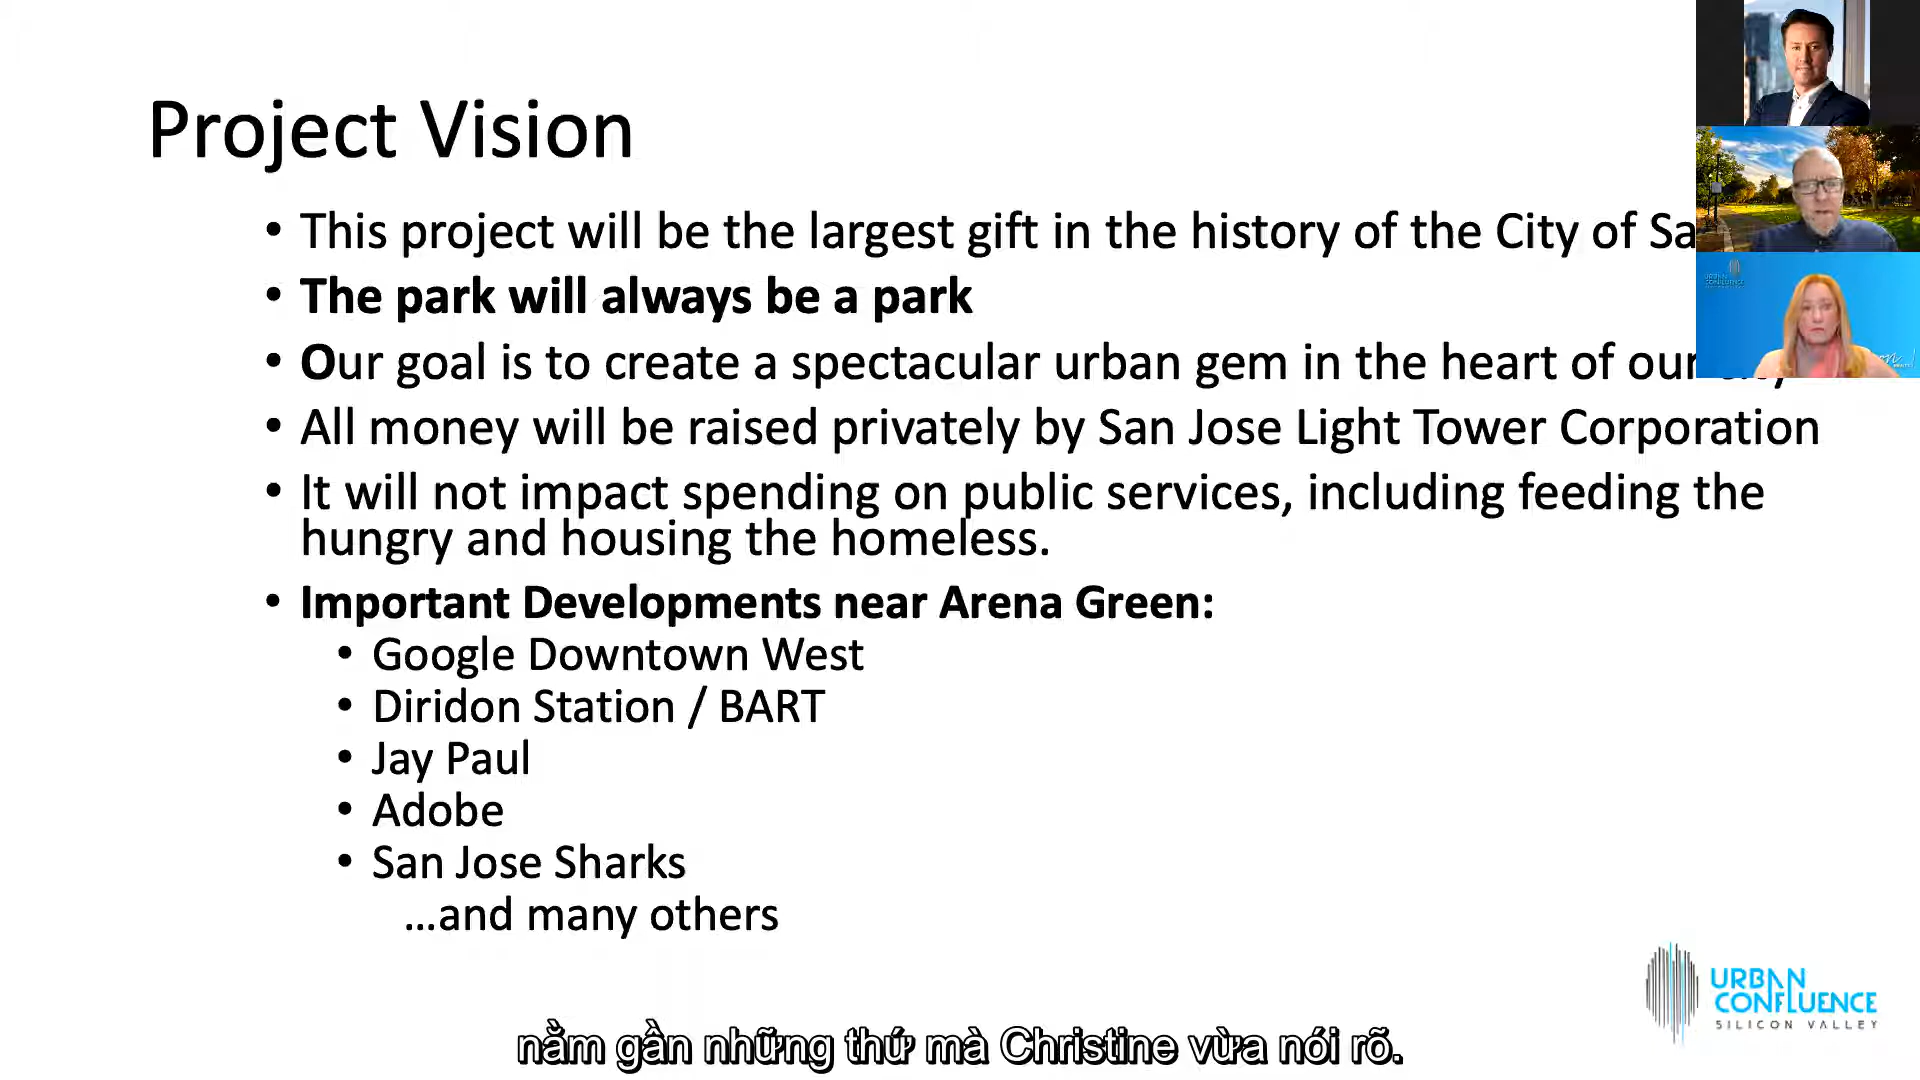 Project Vision
• This project will be the largest gift in the history of the City of Sa
• The park will always be a park
• Our goal is to create a spectacular urban gem in the heart of our
• All money will be raised privately by San Jose Light Tower Corporation
• It will not impact spending on public services, including feeding the
hungry and housing the homeless.
• Important Developments near Arena Green:
• Google Downtown West
• Diridon Station / BART
• Jay Paul
• Adobe
• San Jose Sharks
...and many others
URBAN
CONFLUENCE
URBAN
CONFLUENCE
SILICON VALLEY
nằm gần những thứ mà Christine vừa nói rõ.